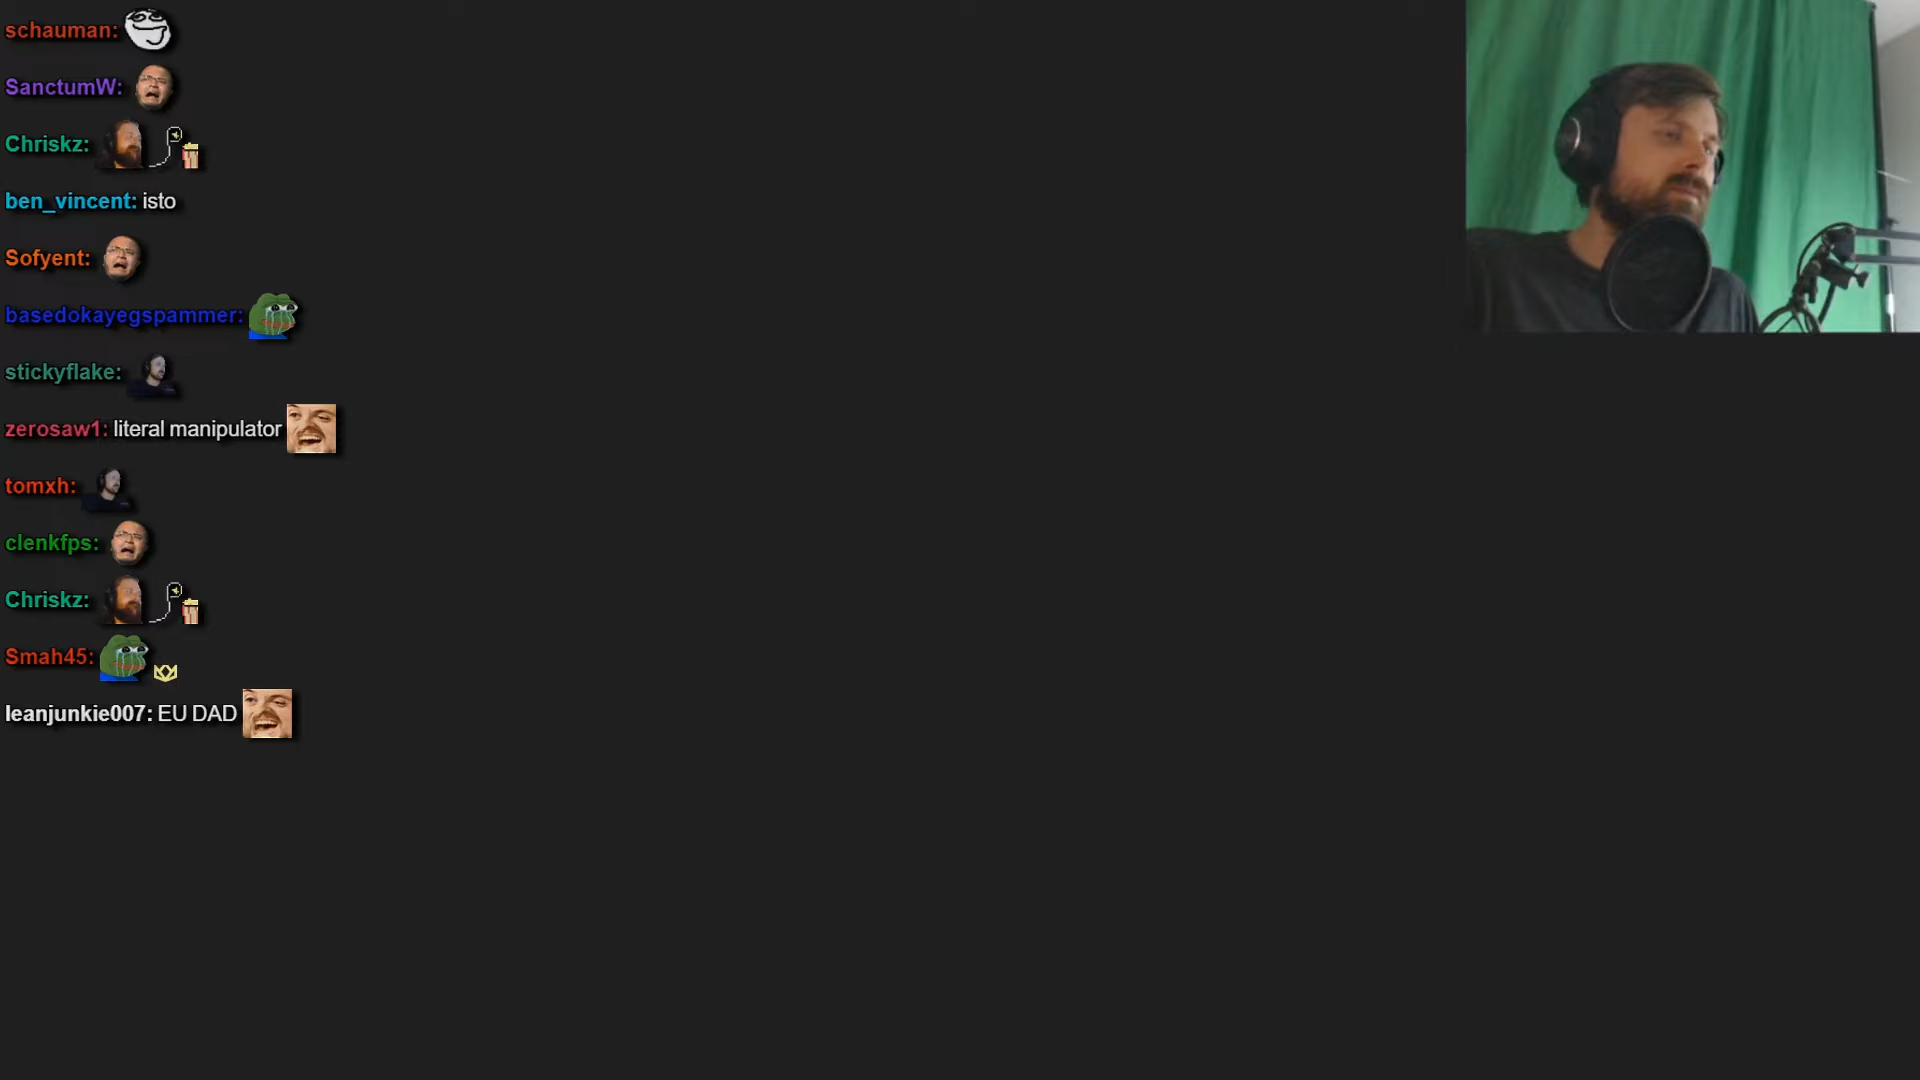 schauman:
SanctumW:
Chriskz:
ben_vincent: isto
Sofyent:
basedokayegspammer:
stickyflake:
zerosaw1: literal manipulator
tomxh:
clenkfps:
Chriskz:
Smah45:
leanjunkie007: EU DAD